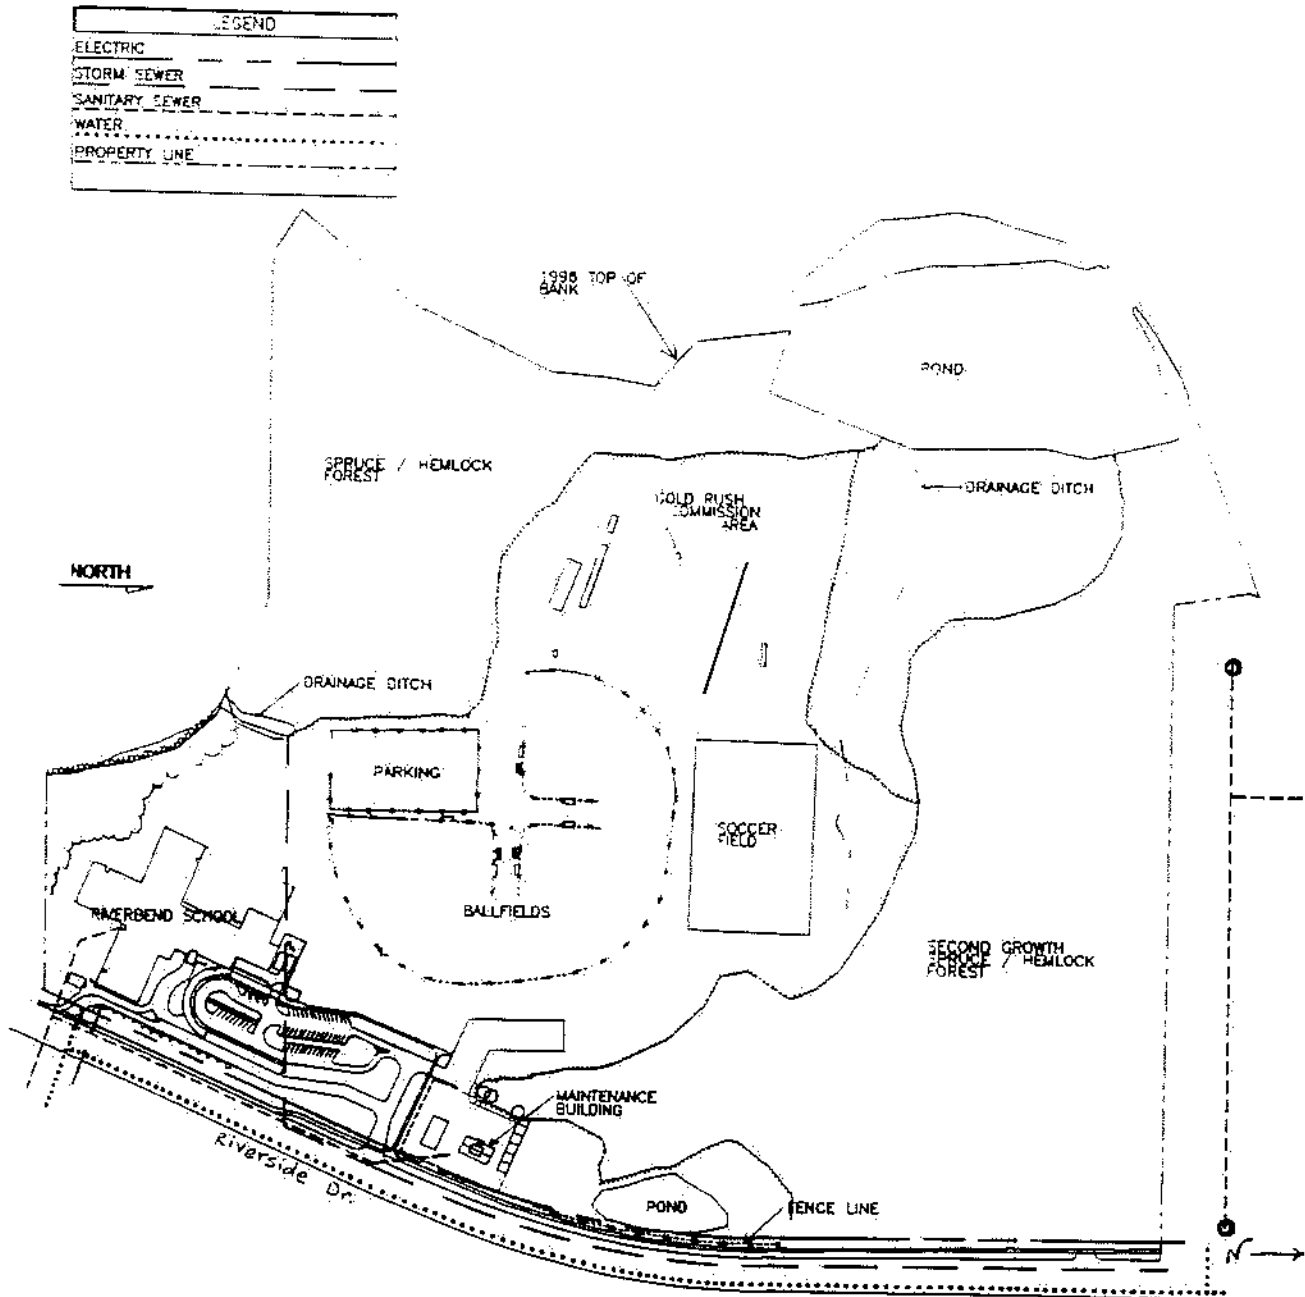 LEGEND
ELECTRIC
STORM SEWER
SANITARY SEWER
WATER
PROPERTY LINE
1998 TOP OF
BANK
POND
SPRUCE / HEMLOCK
FOREST
GOLD RUSH
COMMISSION
AREA
DRAINAGE DITCH
NORTH
DRAINAGE DITCH
PARKING
SOCCER
FIELD
RIVERBEND SCHOOL
BALLFIELDS
SECOND GROWTH
SPRUCE / HEMLOCK
FOREST
MAINTENANCE
BUILDING
Riverside Dr.
POND
FENCE LINE
N